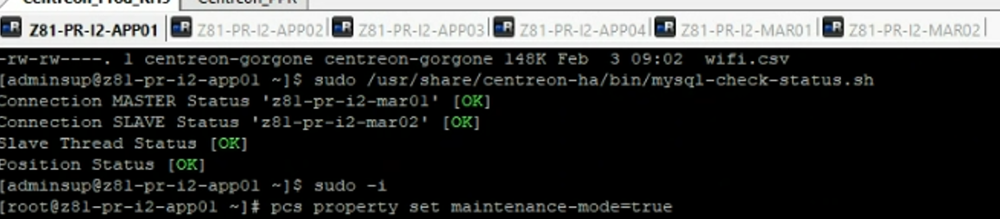 Centreon_Prod_RHS Centreon_PPR
Z81-PR-I2-APP01 Z81-PR-I2-APP02 Z81-PR-I2-APP03 Z81-PR-I2-APP04 Z81-PR-I2-MAR01 Z81-PR-I2-MAR02
-rw-rw----. 1 centreon-gorgone centreon-gorgone 148K Feb  3 09:02  wifi.csv
[adminsup@z81-pr-i2-app01 ~]$ sudo /usr/share/centreon-ha/bin/mysql-check-status.sh
Connection MASTER Status 'z81-pr-i2-mar01' [OK]
Connection SLAVE Status 'z81-pr-i2-mar02' [OK]
Slave Thread Status [OK]
Position Status [OK]
[adminsup@z81-pr-i2-app01 ~]$ sudo -i
[root@z81-pr-i2-app01 ~]# pcs property set maintenance-mode=true